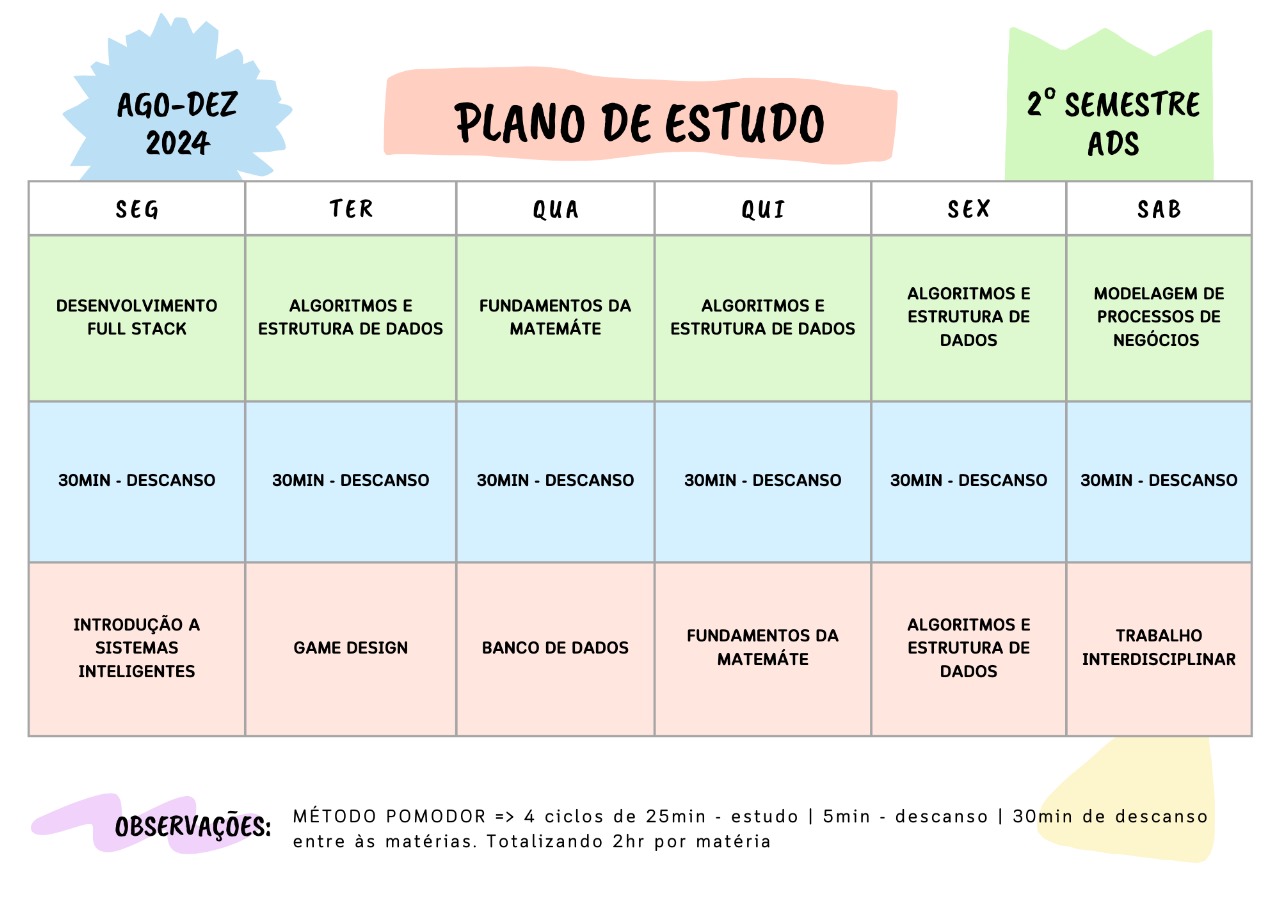 AGO-DEZ
2024
PLANO DE ESTUDO
2º SEMESTRE
ADS
SEG
TER
QUA
QUI
SEX
SAB
DESENVOLVIMENTO
FULL STACK
ALGORITMOS E
ESTRUTURA DE DADOS
FUNDAMENTOS DA
MATEMÁTE
ALGORITMOS E
ESTRUTURA DE DADOS
ALGORITMOS E
ESTRUTURA DE
DADOS
MODELAGEM DE
PROCESSOS DE
NEGÓCIOS
30MIN - DESCANSO
30MIN - DESCANSO
30MIN - DESCANSO
30MIN - DESCANSO
30MIN - DESCANSO
30MIN - DESCANSO
INTRODUÇÃO A
SISTEMAS
INTELIGENTES
GAME DESIGN
BANCO DE DADOS
FUNDAMENTOS DA
MATEMÁTE
ALGORITMOS E
ESTRUTURA DE
DADOS
TRABALHO
INTERDISCIPLINAR
OBSERVAÇÕES:
MÉTODO POMODOR => 4 ciclos de 25min - estudo | 5min - descanso | 30min de descanso
entre às matérias. Totalizando 2hr por matéria